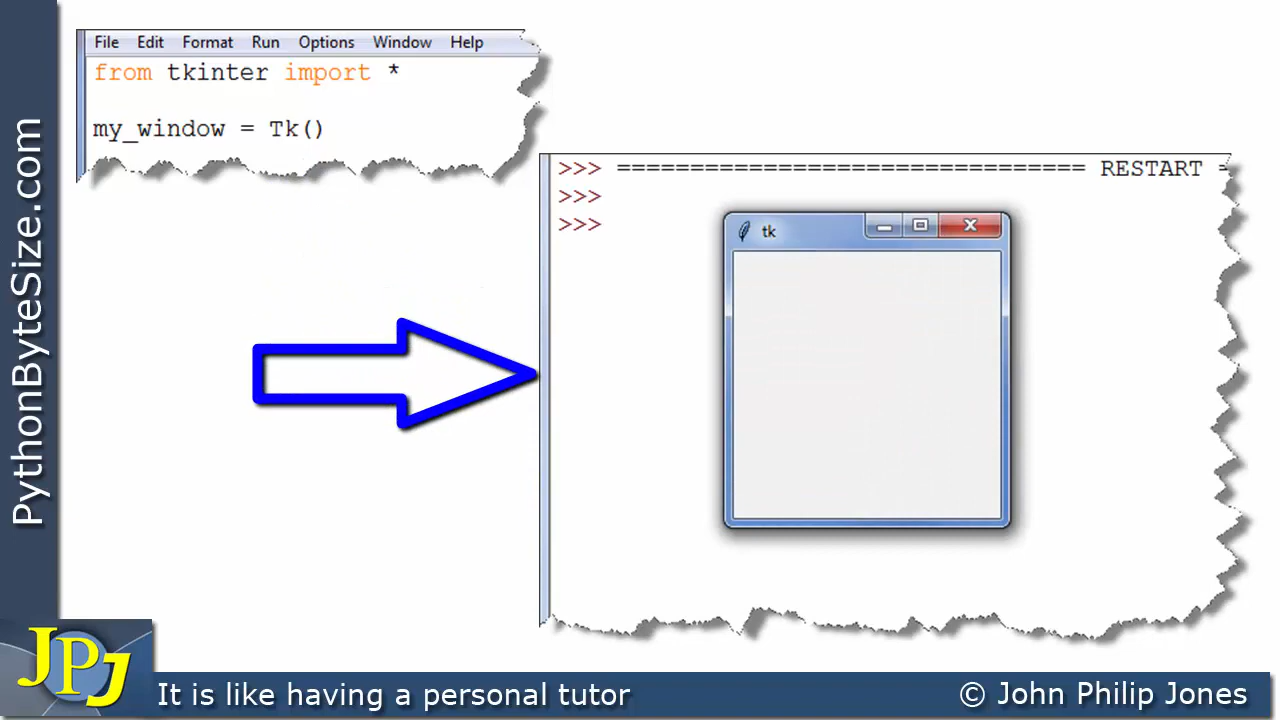 File Edit Format Run Options Window Help
from tkinter import *
my_window = Tk()
>>> ================================ RESTART =
>>>
>>>
tk
PythonByteSize.com
JPJ
It is like having a personal tutor
© John Philip Jones